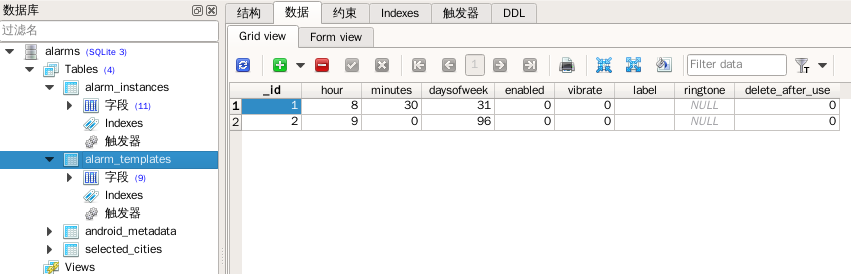 数据库
过滤名
alarms (SQLite 3)
Tables (4)
alarm_instances
字段 (11)
Indexes
触发器
alarm_templates
字段 (9)
Indexes
触发器
android_metadata
selected_cities
Views
结构 数据 约束 Indexes 触发器 DDL
Grid view Form view
1 Filter data T
_id hour minutes daysofweek enabled vibrate label ringtone delete_after_use
1 1 8 30 31 0 0 NULL 0
2 2 9 0 96 0 0 NULL 0